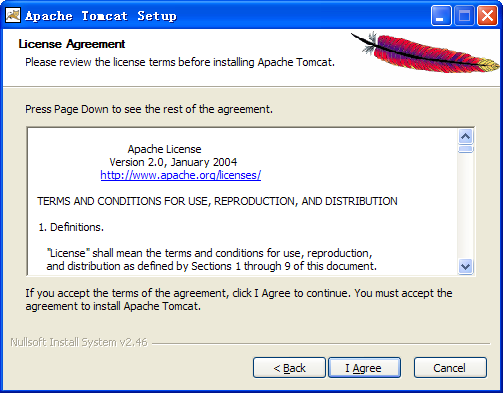 Apache Tomcat Setup
License Agreement
Please review the license terms before installing Apache Tomcat.
Press Page Down to see the rest of the agreement.
Apache License
Version 2.0, January 2004
http://www.apache.org/licenses/
TERMS AND CONDITIONS FOR USE, REPRODUCTION, AND DISTRIBUTION
1. Definitions.
"License" shall mean the terms and conditions for use, reproduction,
and distribution as defined by Sections 1 through 9 of this document.
If you accept the terms of the agreement, click I Agree to continue. You must accept the
agreement to install Apache Tomcat.
Nullsoft Install System v2.46
< Back
I Agree
Cancel